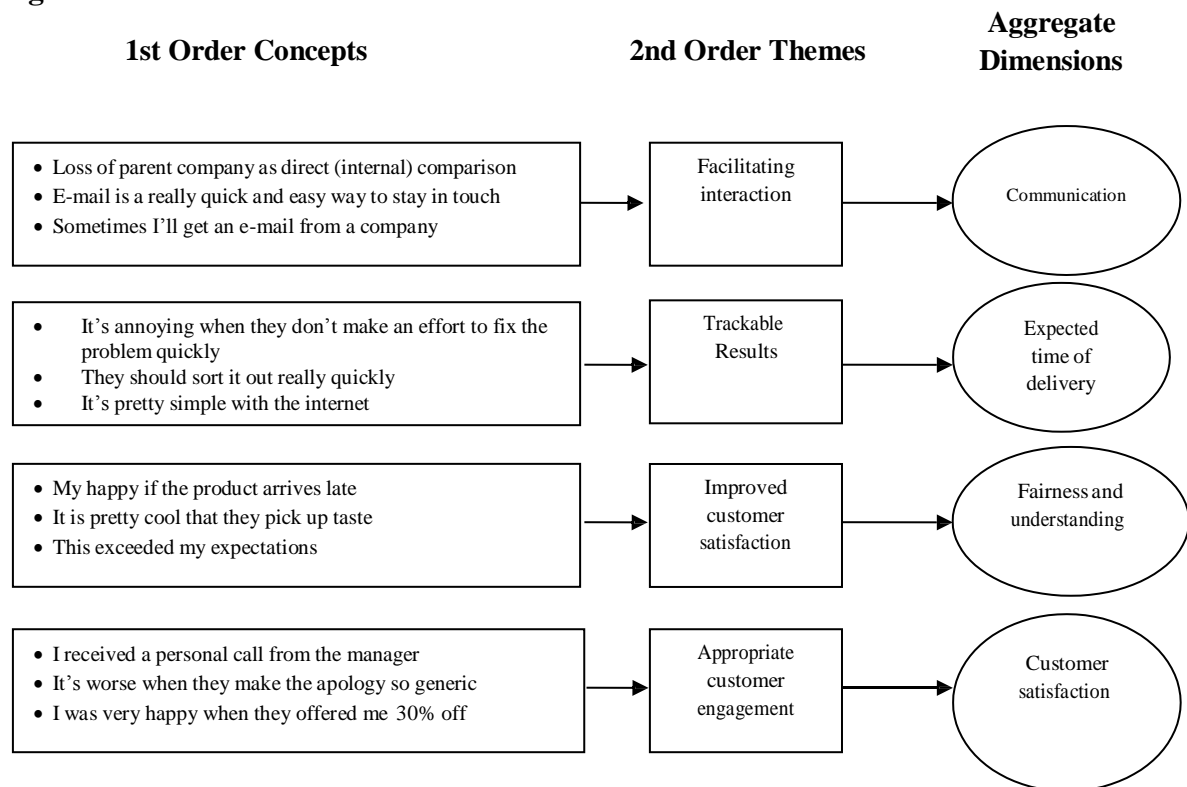 1st Order Concepts
2nd Order Themes
Aggregate
Dimensions
• Loss of parent company as direct (internal) comparison
• E-mail is a really quick and easy way to stay in touch
• Sometimes I’ll get an e-mail from a company
Facilitating
interaction
Communication
• It’s annoying when they don’t make an effort to fix the
problem quickly
• They should sort it out really quickly
• It’s pretty simple with the internet
Trackable
Results
Expected
time of
delivery
• My happy if the product arrives late
• It is pretty cool that they pick up taste
• This exceeded my expectations
Improved
customer
satisfaction
Fairness and
understanding
• I received a personal call from the manager
• It’s worse when they make the apology so generic
• I was very happy when they offered me 30% off
Appropriate
customer
engagement
Customer
satisfaction